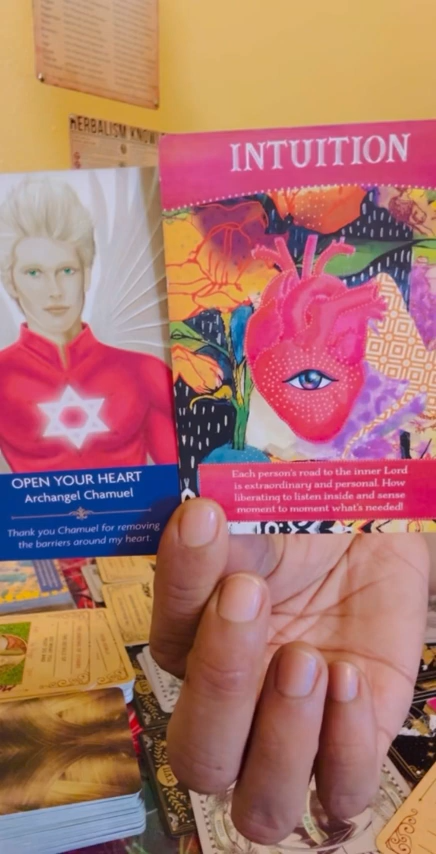 HERBALISM KNOW
INTUITION
OPEN YOUR HEART
Archangel Chamuel
Thank you Chamuel for removing
the barriers around my heart.
Each person's road to the inner Lord
is extraordinary and personal. How
liberating to listen inside and sense
moment to moment what's needed!